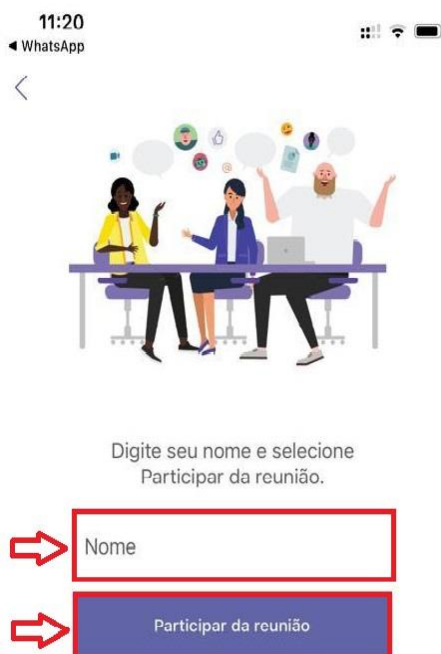 11:20
◀ WhatsApp
Digite seu nome e selecione
Participar da reunião.
Nome
Participar da reunião